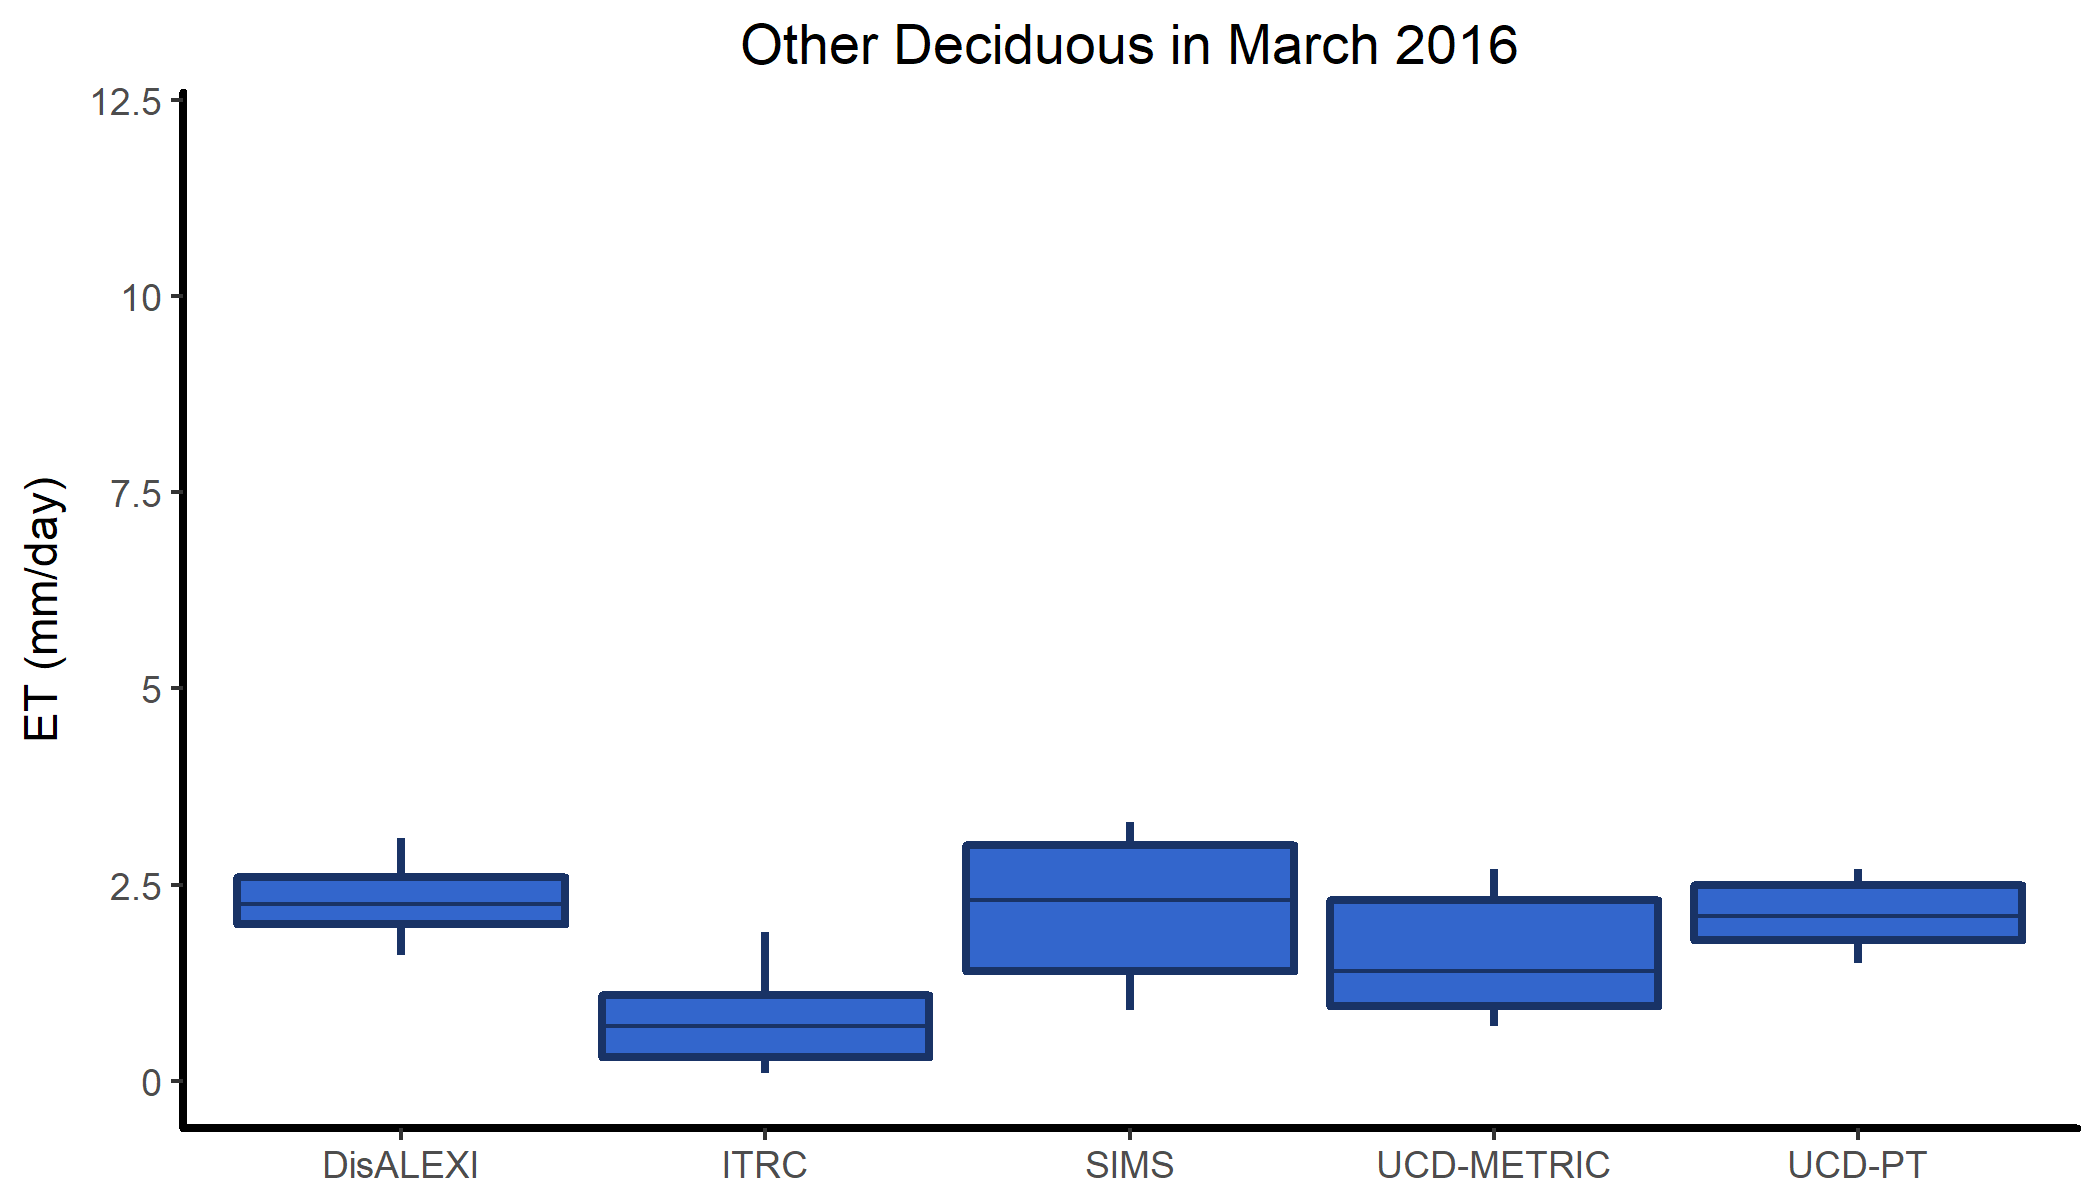 Other Deciduous in March 2016
12.5
10
7.5
5
2.5
0
ET (mm/day)
DisALEXI ITRC SIMS UCD-METRIC UCD-PT